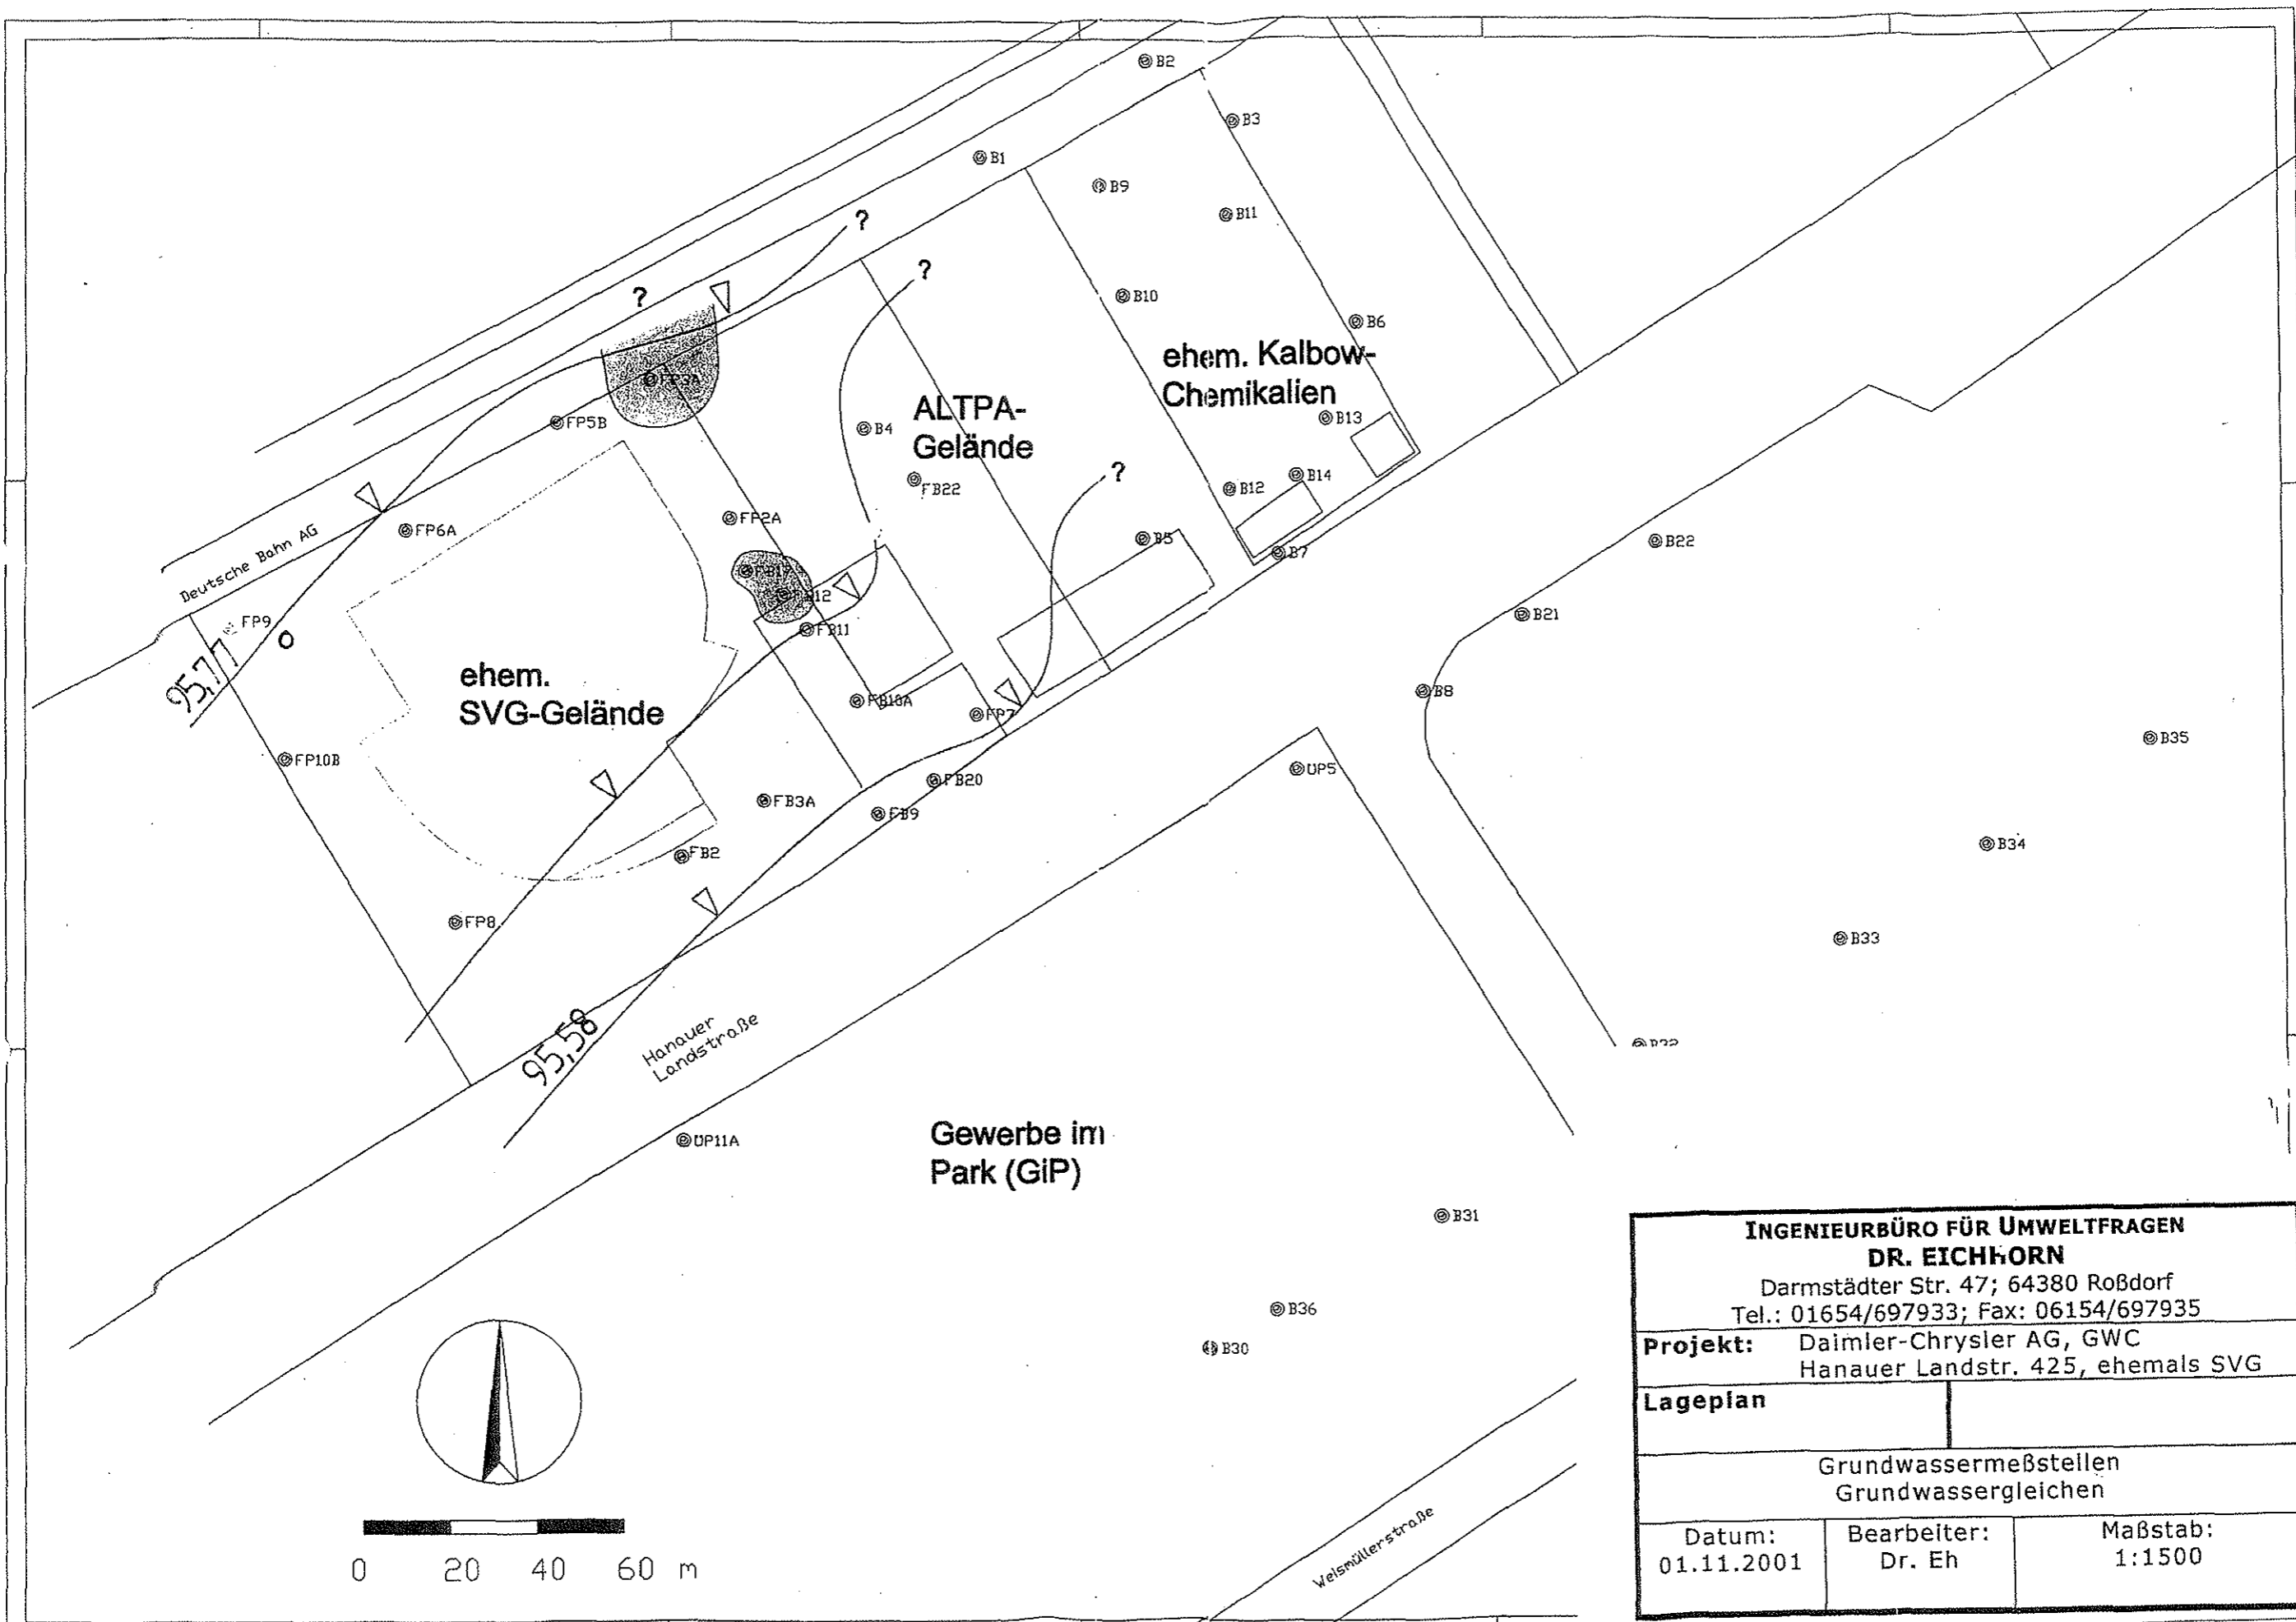 B2
B3
B1
B9
B11
?
?
?
B10
B6
ehem. Kalbow-
Chemikalien
FP3A
ALTPA-
Gelände
B4
B13
FP5B
?
FB22
B12
B14
FP2A
FP6A
Deutsche Bahn AG
B5
B7
B22
FB12
FB11
B21
FP9
95,77
ehem.
SVG-Gelände
FB10A
FP7
B8
B35
FP10B
UP5
FB20
FB3A
FB9
B34
FB2
FP8
B33
95,58
Hanauer
Landstraße
B32
UP11A
Gewerbe im
Park (GiP)
B31
B36
B30
0 20 40 60 m
Weismüllerstraße
INGENIEURBÜRO FÜR UMWELTFRAGEN
DR. EICHHORN
Darmstädter Str. 47; 64380 Roßdorf
Tel.: 01654/697933; Fax: 06154/697935
Projekt: Daimler-Chrysler AG, GWC
Hanauer Landstr. 425, ehemals SVG
Lageplan
Grundwassermeßstellen
Grundwassergleichen
Datum:
01.11.2001
Bearbeiter:
Dr. Eh
Maßstab:
1:1500